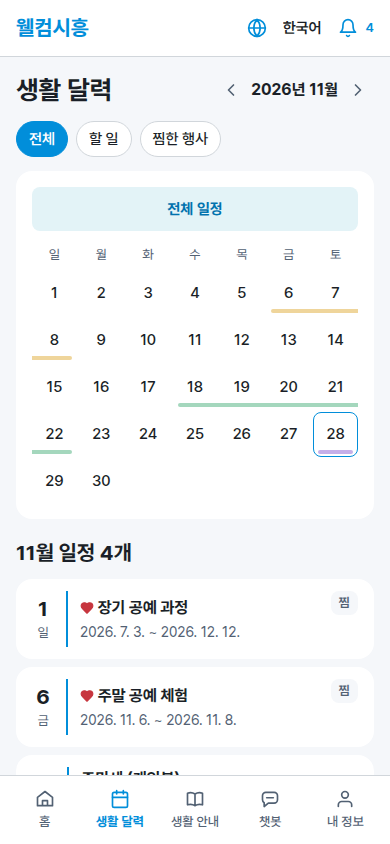 웰컴시흥
한국어 4
생활 달력
2026년 11월
전체 할 일 찜한 행사
전체 일정
일 월 화 수 목 금 토
1 2 3 4 5 6 7
8 9 10 11 12 13 14
15 16 17 18 19 20 21
22 23 24 25 26 27 28
29 30
11월 일정 4개
1 장기 공예 과정 찜
일 2026. 7. 3. ~ 2026. 12. 12.
6 주말 공예 체험 찜
금 2026. 11. 6. ~ 2026. 11. 8.
홈 생활 달력 생활 안내 챗봇 내 정보